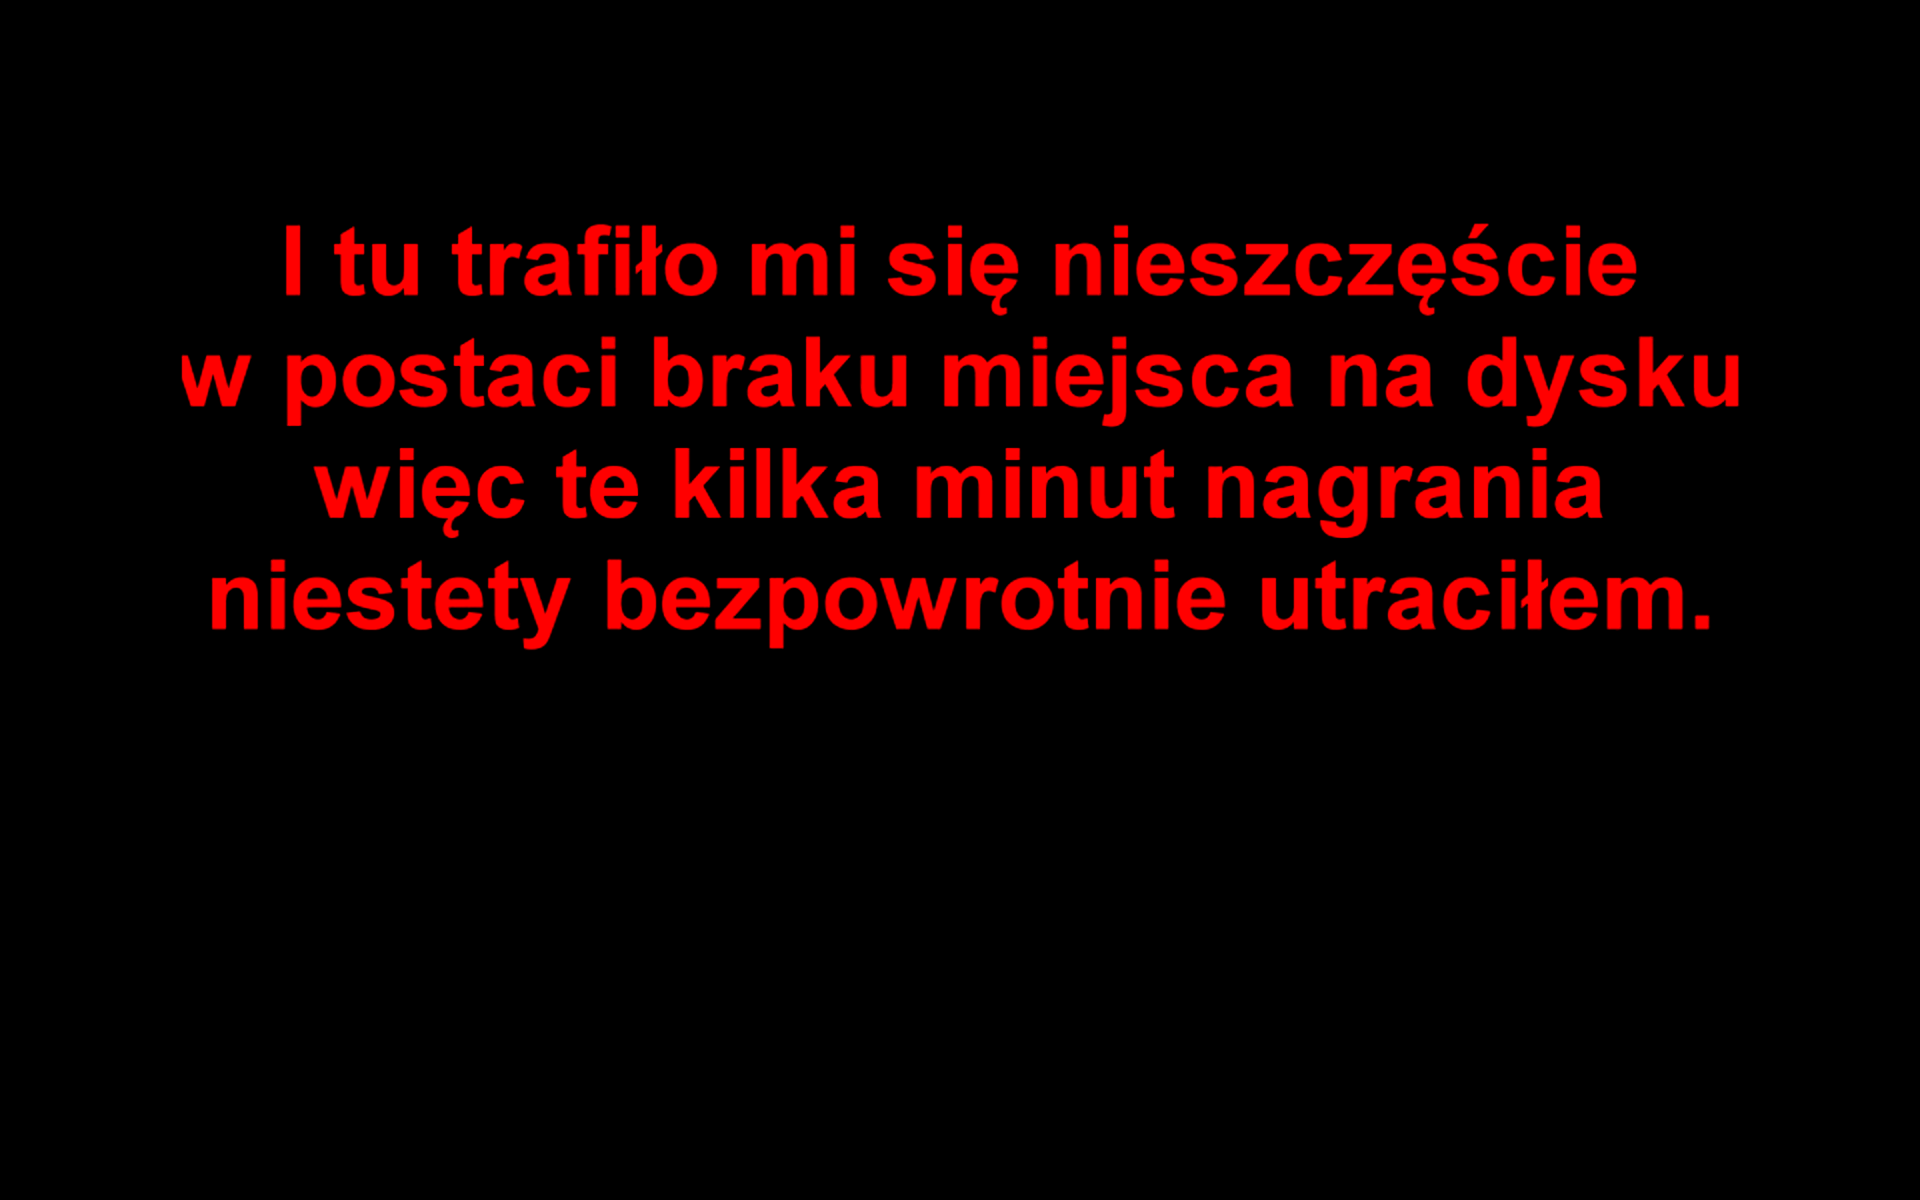 I tu trafiło mi się nieszczęście
w postaci braku miejsca na dysku
więc te kilka minut nagrania
niestety bezpowrotnie utraciłem.